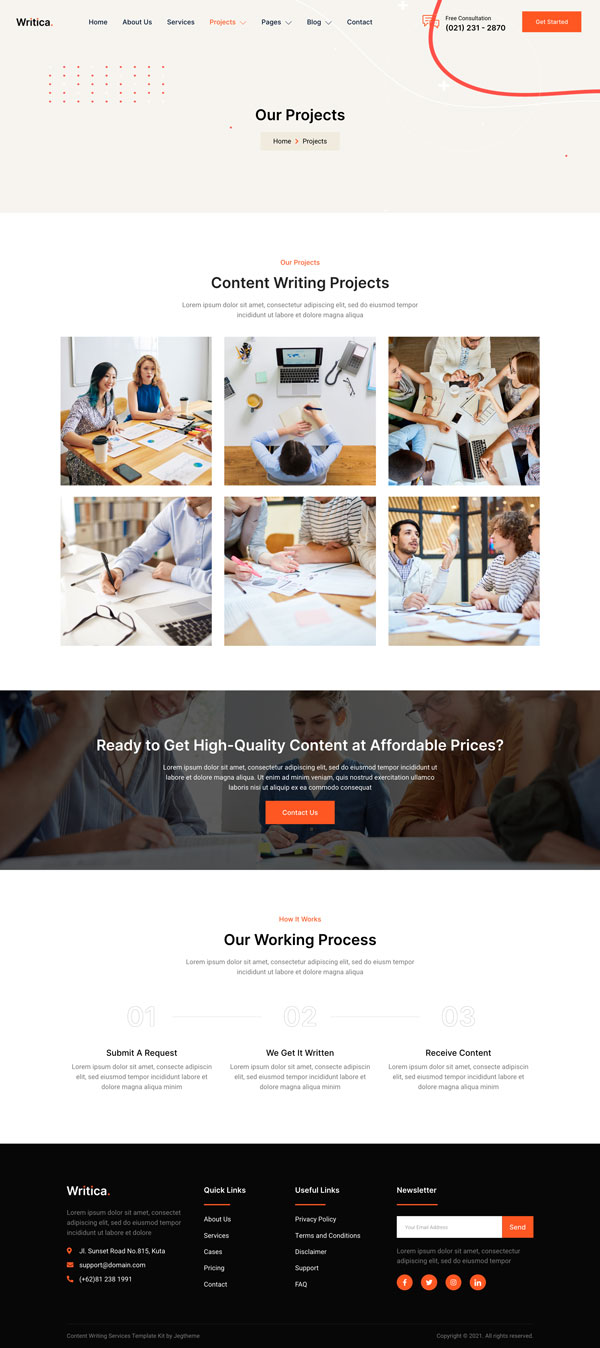 Writica.
Home
About Us
Services
Projects
Pages
Blog
Contact
Free Consultation
(021) 231 - 2870
Get Started
Our Projects
Home
Projects
Our Projects
Content Writing Projects
Lorem ipsum dolor sit amet, consectetur adipiscing elit, sed do eiusmod tempor
incididunt ut labore et dolore magna aliqua
Ready to Get High-Quality Content at Affordable Prices?
Lorem ipsum dolor sit amet, consectetur adipiscing elit, sed do eiusmod tempor incididunt ut
labore et dolore magna aliqua. Ut enim ad minim veniam, quis nostrud exercitation ullamco
laboris nisi ut aliquip ex ea commodo consequat
Contact Us
How It Works
Our Working Process
Lorem ipsum dolor sit amet, consectetur adipiscing elit, sed do eiusm tempor
incididunt ut labore et dolore magna aliqua
01
02
03
Submit A Request
Lorem ipsum dolor sit amet, consecte adipiscin
elit, sed eiusmod tempor incididunt labore et
dolore magna aliqua minim
We Get It Written
Lorem ipsum dolor sit amet, consecte adipiscin
elit, sed eiusmod tempor incididunt labore et
dolore magna aliqua minim
Receive Content
Lorem ipsum dolor sit amet, consecte adipiscin
elit, sed eiusmod tempor incididunt labore et
dolore magna aliqua minim
Writica.
Lorem ipsum dolor sit amet, consectet
adipiscing elit, sed do eiusmod tempor
incididunt ut labore et dolore
Jl. Sunset Road No.815, Kuta
support@domain.com
(+62)81 238 1991
Quick Links
About Us
Services
Cases
Pricing
Contact
Useful Links
Privacy Policy
Terms and Conditions
Disclaimer
Support
FAQ
Newsletter
Your Email Address
Send
Lorem ipsum dolor sit amet, consectetur
adipiscing elit, sed do eiusmod tempor
Content Writing Services Template Kit by Jegtheme
Copyright © 2021. All rights reserved.